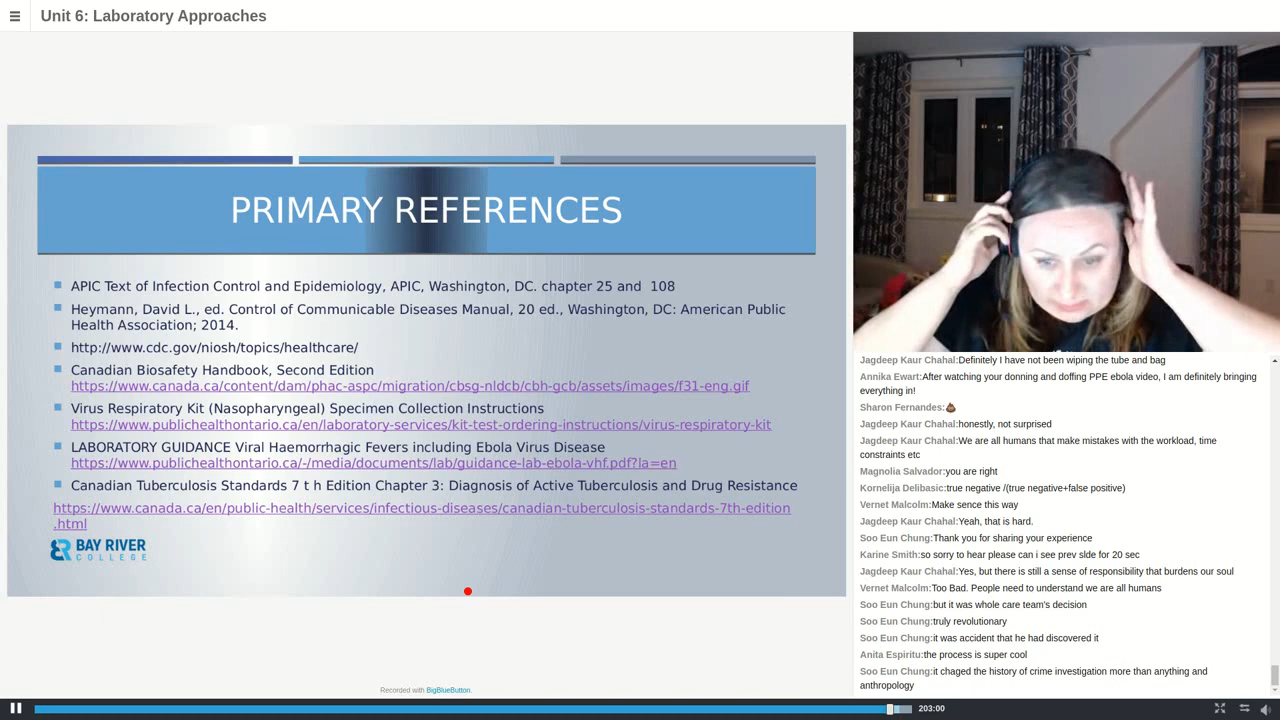 Unit 6: Laboratory Approaches
PRIMARY REFERENCES
APIC Text of Infection Control and Epidemiology, APIC, Washington, DC. chapter 25 and 108
Heymann, David L., ed. Control of Communicable Diseases Manual, 20 ed., Washington, DC: American Public
Health Association; 2014.
http://www.cdc.gov/niosh/topics/healthcare/
Canadian Biosafety Handbook, Second Edition
https://www.canada.ca/content/dam/phac-aspc/migration/cbsg-nldcb/cbh-gcb/assets/images/f31-eng.gif
Virus Respiratory Kit (Nasopharyngeal) Specimen Collection Instructions
https://www.publichealthontario.ca/en/laboratory-services/kit-test-ordering-instructions/virus-respiratory-kit
LABORATORY GUIDANCE Viral Haemorrhagic Fevers including Ebola Virus Disease
https://www.publichealthontario.ca/-/media/documents/lab/guidance-lab-ebola-vhf.pdf?la=en
Canadian Tuberculosis Standards 7 t h Edition Chapter 3: Diagnosis of Active Tuberculosis and Drug Resistance
https://www.canada.ca/en/public-health/services/infectious-diseases/canadian-tuberculosis-standards-7th-edition
.html
BAY RIVER
COLLEGE
Recorded with BigBlueButton.
Jagdeep Kaur Chahal:Definitely I have not been wiping the tube and bag
Annika Ewart:After watching your donning and doffing PPE ebola video, I am definitely bringing
everything in!
Sharon Fernandes:💩
Jagdeep Kaur Chahal:honestly, not surprised
Jagdeep Kaur Chahal:We are all humans that make mistakes with the workload, time
constraints etc
Magnolia Salvador:you are right
Kornelija Delibasic:true negative /(true negative+false positive)
Vernet Malcolm:Make sence this way
Jagdeep Kaur Chahal:Yeah, that is hard.
Soo Eun Chung:Thank you for sharing your experience
Karine Smith:so sorry to hear please can i see prev slde for 20 sec
Jagdeep Kaur Chahal:Yes, but there is still a sense of responsibility that burdens our soul
Vernet Malcolm:Too Bad. People need to understand we are all humans
Soo Eun Chung:but it was whole care team's decision
Soo Eun Chung:truly revolutionary
Soo Eun Chung:it was accident that he had discovered it
Anita Espiritu:the process is super cool
Soo Eun Chung:it chaged the history of crime investigation more than anything and
anthropology
203:00